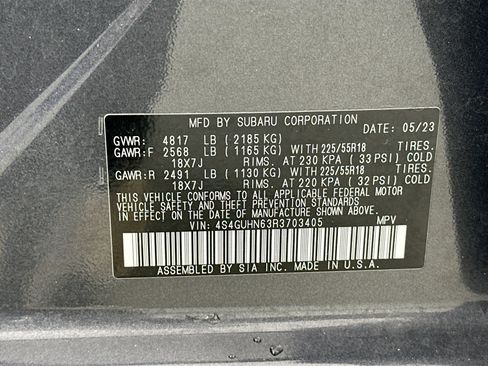 MFD BY SUBARU CORPORATION
DATE: 05/23
GVWR: 4817 LB ( 2185 KG)
GAWR:F 2568 LB ( 1165 KG) WITH 225/55R18 TIRES.
18X7J RIMS. AT 230 KPA ( 33 PSI) COLD
GAWR:R 2491 LB ( 1130 KG) WITH 225/55R18 TIRES.
18X7J RIMS. AT 220 KPA ( 32 PSI) COLD
THIS VEHICLE CONFORMS TO ALL APPLICABLE FEDERAL MOTOR
VEHICLE SAFETY AND THEFT PREVENTION STANDARDS IN
EFFECT ON THE DATE OF MANUFACTURE SHOWN ABOVE.
VIN: 4S4GUHN63R3703405 MPV
ASSEMBLED BY SIA INC. MADE IN U.S.A.